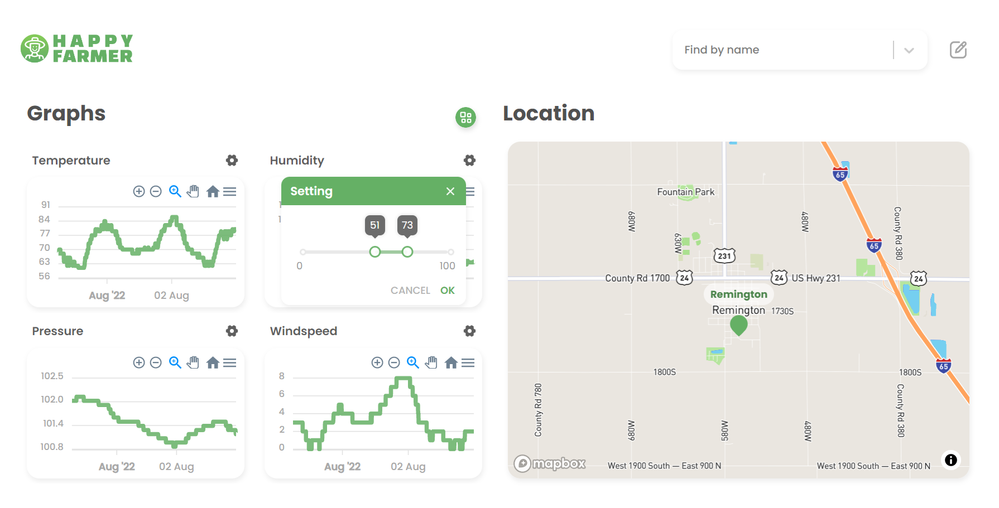 HAPPY
FARMER
Find by name
Graphs
Location
Temperature
91
84
77
70
63
56
Aug '22
02 Aug
Humidity
Setting
51
73
0
100
CANCEL
OK
Pressure
102.5
102.0
101.4
100.8
Aug '22
02 Aug
Windspeed
8
6
4
2
0
Aug '22
02 Aug
65
Fountain Park
680W
480W
County Rd 380
630W
65
231
County Rd 1700
24
24
US Hwy 231
24
Remington
Remington
1730S
65
1800S
1800S
County Rd 780
County Rd 380
680W
580W
480W
mapbox
West 1900 South — East 900 N
West 1900 South — East 900 N